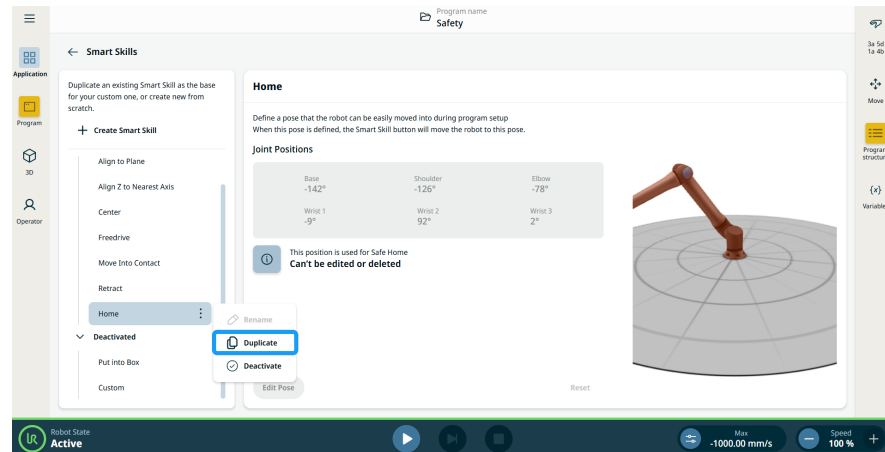 Program name
Safety
Application
Program
3D
Operator
Smart Skills
Duplicate an existing Smart Skill as the base
for your custom one, or create new from
scratch.
Create Smart Skill
Align to Plane
Align Z to Nearest Axis
Center
Freedrive
Move Into Contact
Retract
Home
Deactivated
Put into Box
Custom
Rename
Duplicate
Deactivate
Home
Define a pose that the robot can be easily moved into during program setup
When this pose is defined, the Smart Skill button will move the robot to this pose.
Joint Positions
Base
-142°
Shoulder
-126°
Elbow
-78°
Wrist 1
-9°
Wrist 2
92°
Wrist 3
2°
This position is used for Safe Home
Can't be edited or deleted
Edit Pose
Reset
3a 5d
1a 4b
Move
Program
structur
{x}
Variable
UR
Robot State
Active
Max
-1000.00 mm/s
Speed
100 %